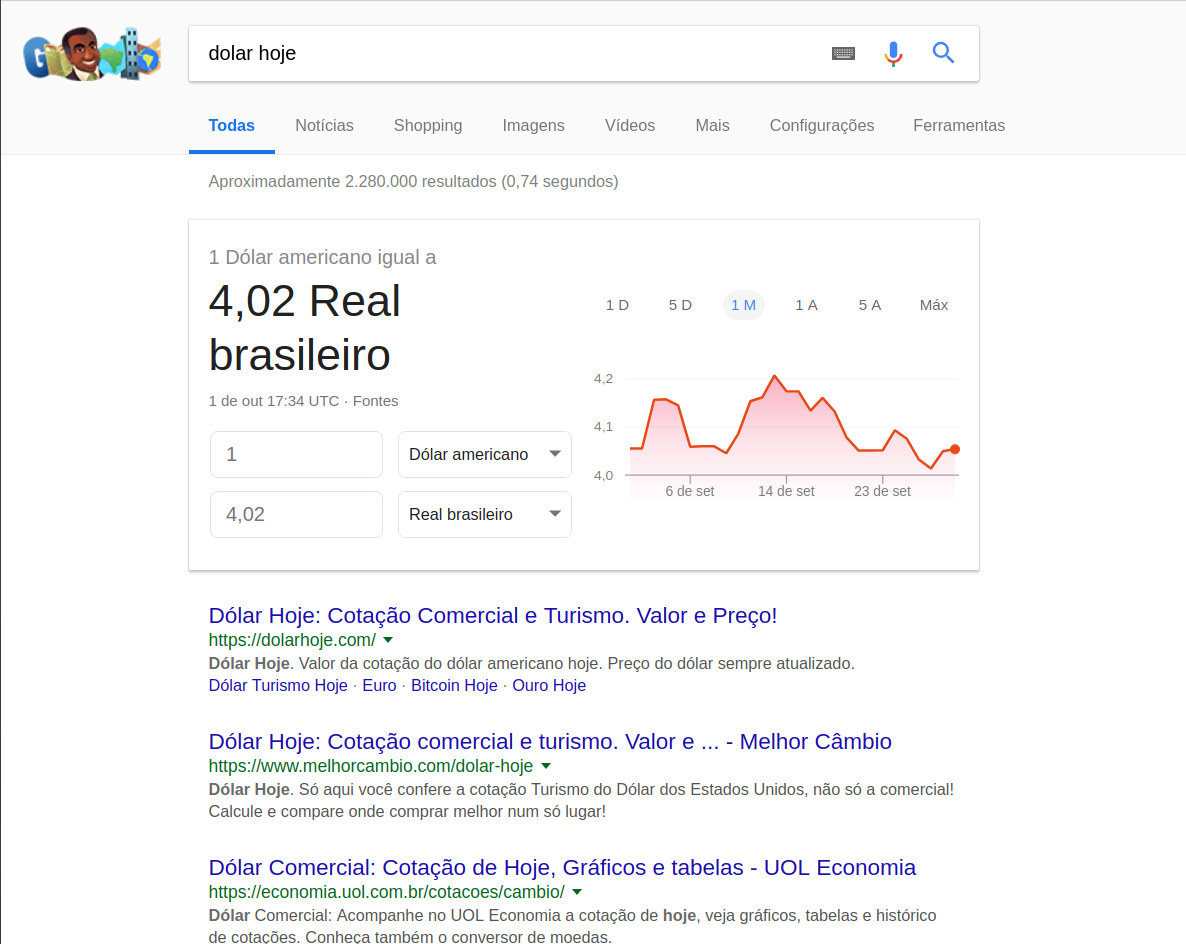 dolar hoje
Todas Notícias Shopping Imagens Vídeos Mais Configurações Ferramentas
Aproximadamente 2.280.000 resultados (0,74 segundos)
1 Dólar americano igual a
4,02 Real
brasileiro
1 de out 17:34 UTC · Fontes
1 Dólar americano
4,02 Real brasileiro
1 D 5 D 1 M 1 A 5 A Máx
4,2
4,1
4,0
6 de set 14 de set 23 de set
Dólar Hoje: Cotação Comercial e Turismo. Valor e Preço!
https://dolarhoje.com/
Dólar Hoje. Valor da cotação do dólar americano hoje. Preço do dólar sempre atualizado.
Dólar Turismo Hoje · Euro · Bitcoin Hoje · Ouro Hoje
Dólar Hoje: Cotação comercial e turismo. Valor e ... - Melhor Câmbio
https://www.melhorcambio.com/dolar-hoje
Dólar Hoje. Só aqui você confere a cotação Turismo do Dólar dos Estados Unidos, não só a comercial!
Calcule e compare onde comprar melhor num só lugar!
Dólar Comercial: Cotação de Hoje, Gráficos e tabelas - UOL Economia
https://economia.uol.com.br/cotacoes/cambio/
Dólar Comercial: Acompanhe no UOL Economia a cotação de hoje, veja gráficos, tabelas e histórico
de cotações. Conheça também o conversor de moedas.